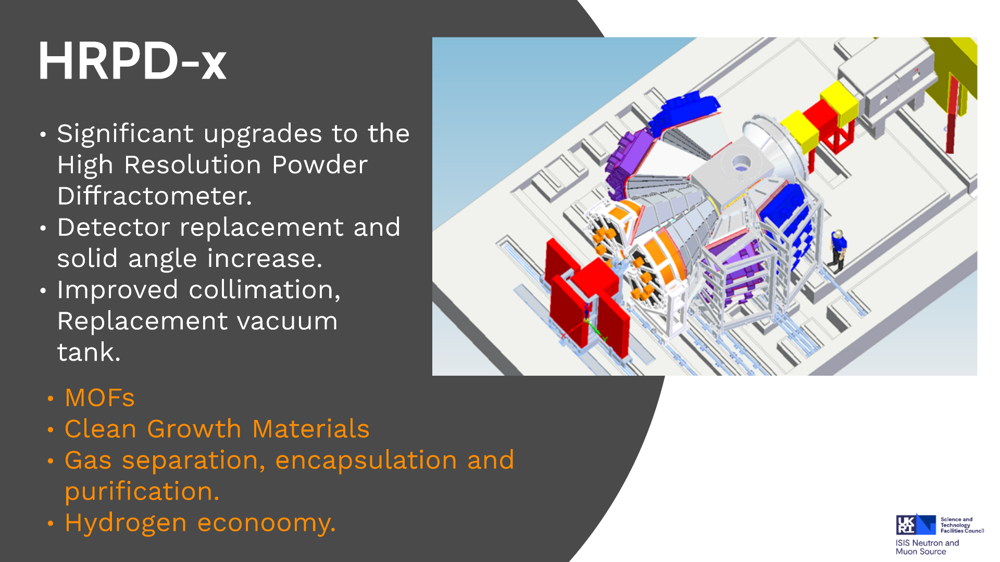 HRPD-x
• Significant upgrades to the
High Resolution Powder
Diffractometer.
• Detector replacement and
solid angle increase.
• Improved collimation,
Replacement vacuum
tank.
• MOFs
• Clean Growth Materials
• Gas separation, encapsulation and
purification.
• Hydrogen econoomy.
X
Y
UK
RI
Science and
Technology
Facilities Council
ISIS Neutron and
Muon Source